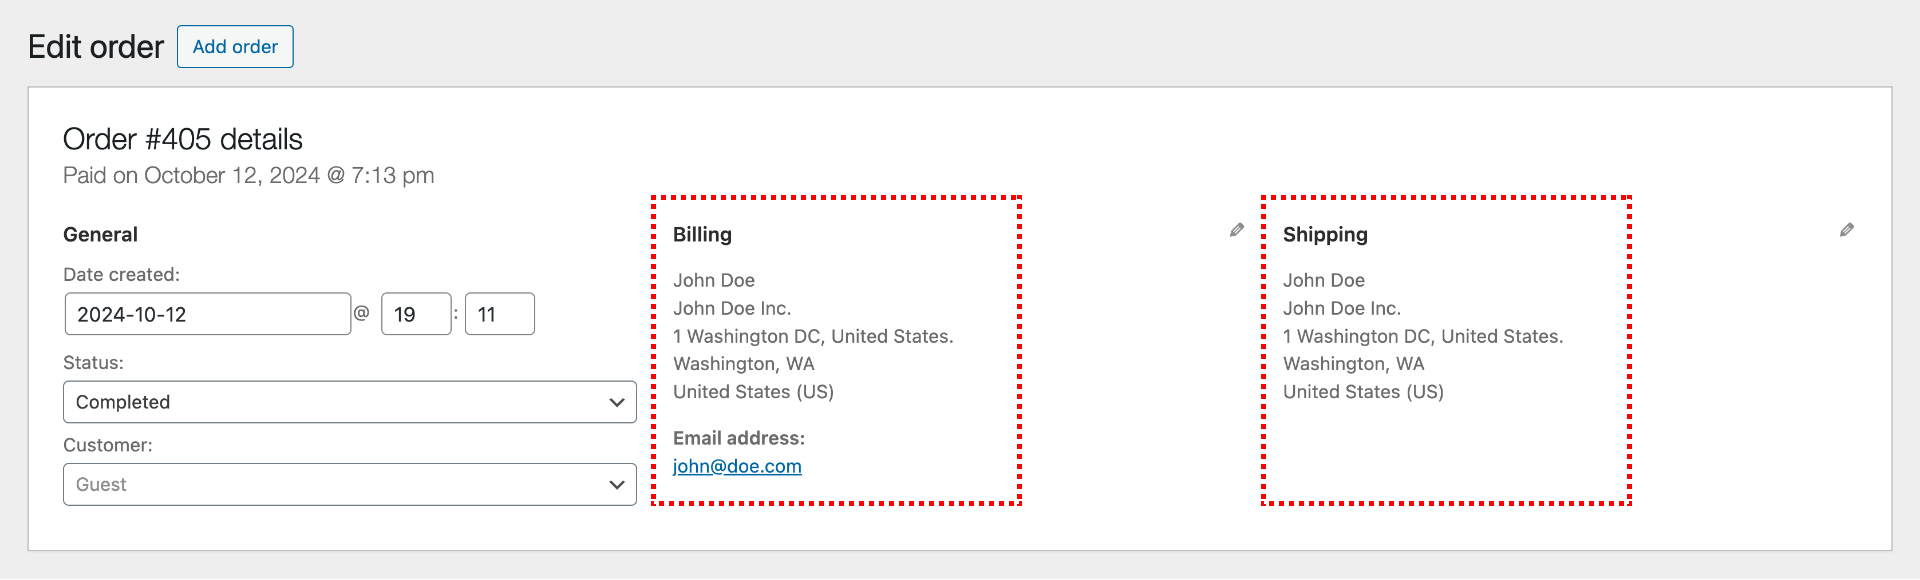 Edit order
Add order
Order #405 details
Paid on October 12, 2024 @ 7:13 pm
General
Date created:
2024-10-12 @ 19 : 11
Status:
Completed
Customer:
Guest
Billing
John Doe
John Doe Inc.
1 Washington DC, United States.
Washington, WA
United States (US)
Email address:
john@doe.com
Shipping
John Doe
John Doe Inc.
1 Washington DC, United States.
Washington, WA
United States (US)